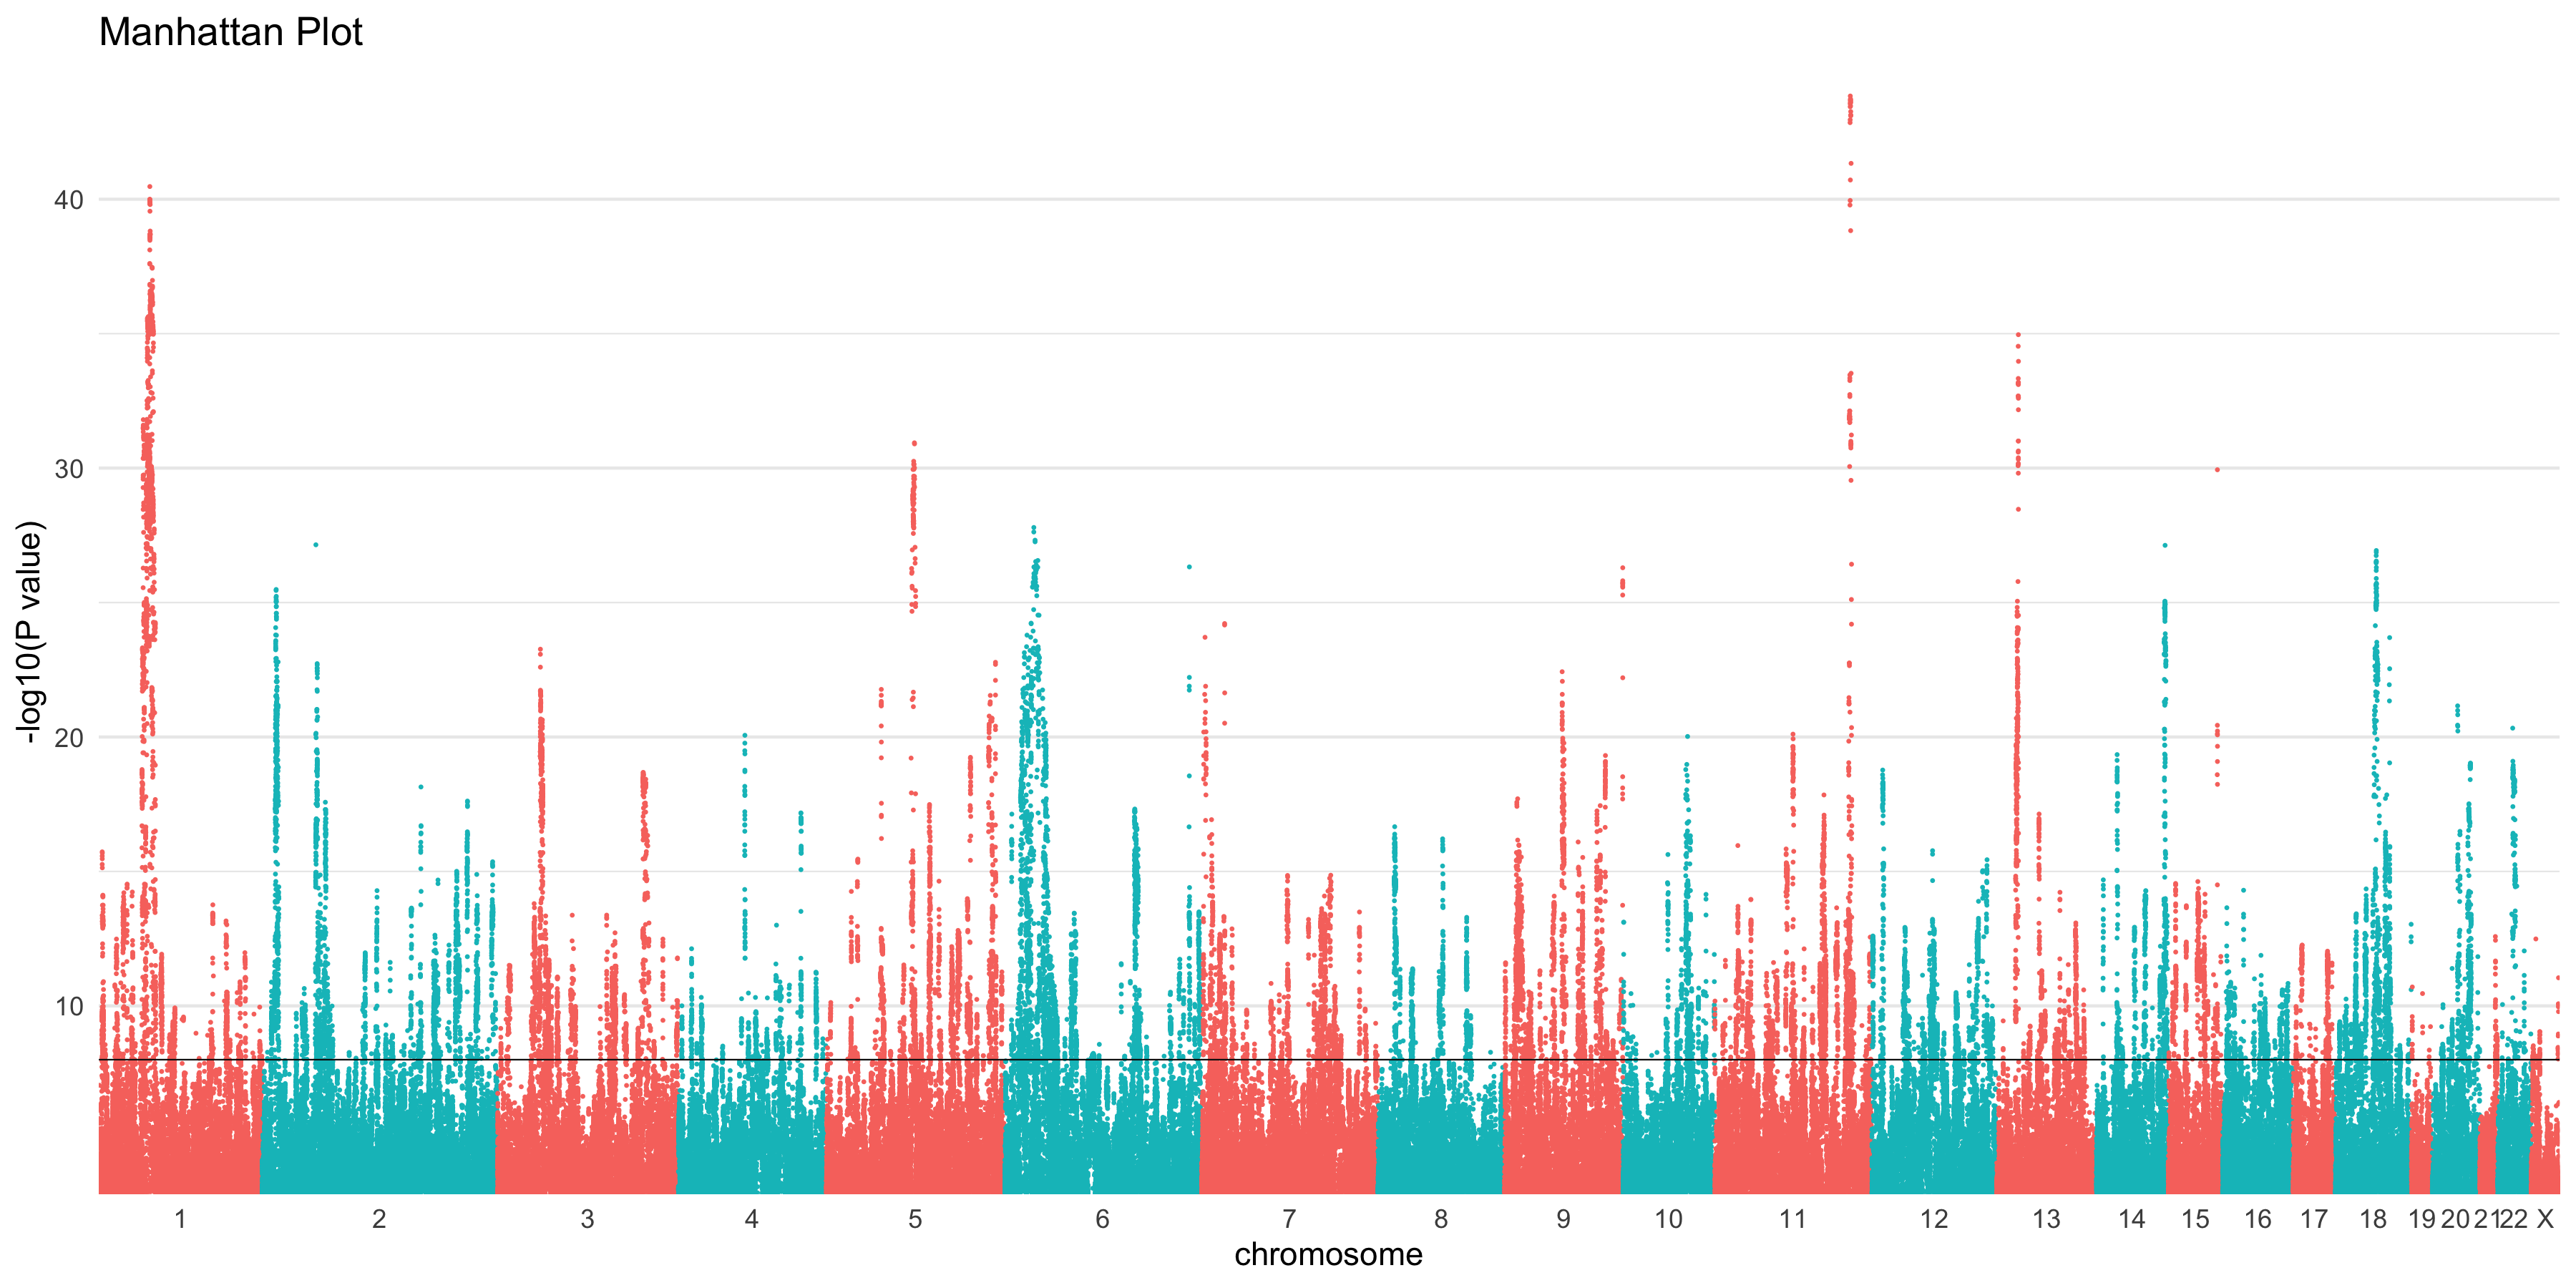 Manhattan Plot
-log10(P value)
40
30
20
10
1 2 3 4 5 6 7 8 9 10 11 12 13 14 15 16 17 18 19 20 21 22 X
chromosome